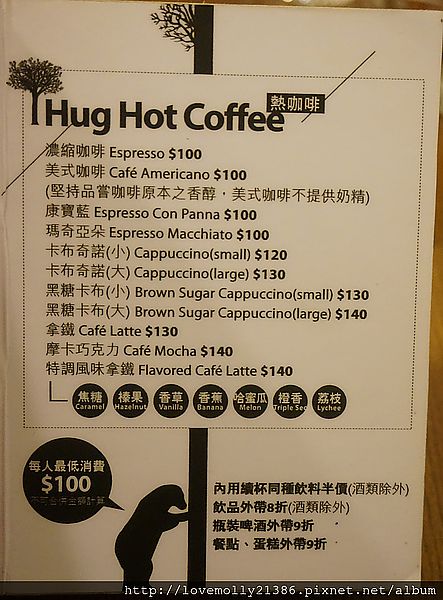 Hug Hot Coffee 熱咖啡
濃縮咖啡 Espresso $100
美式咖啡 Café Americano $100
(堅持品嘗咖啡原本之香醇，美式咖啡不提供奶精)
康寶藍 Espresso Con Panna $100
瑪奇亞朵 Espresso Macchiato $100
卡布奇諾(小) Cappuccino(small) $120
卡布奇諾(大) Cappuccino(large) $130
黑糖卡布(小) Brown Sugar Cappuccino(small) $130
黑糖卡布(大) Brown Sugar Cappuccino(large) $140
拿鐵 Café Latte $130
摩卡巧克力 Café Mocha $140
特調風味拿鐵 Flavored Café Latte $140
焦糖 榛果 香草 香蕉 哈蜜瓜 橙香 荔枝
Caramel Hazelnut Vanilla Banana Melon Triple Sec Lychee
每人最低消費
$100
內用續杯同種飲料半價(酒類除外)
飲品外帶8折(酒類除外)
瓶裝啤酒外帶9折
餐點、蛋糕外帶9折
http://lovemolly21386.pixnet.net/album